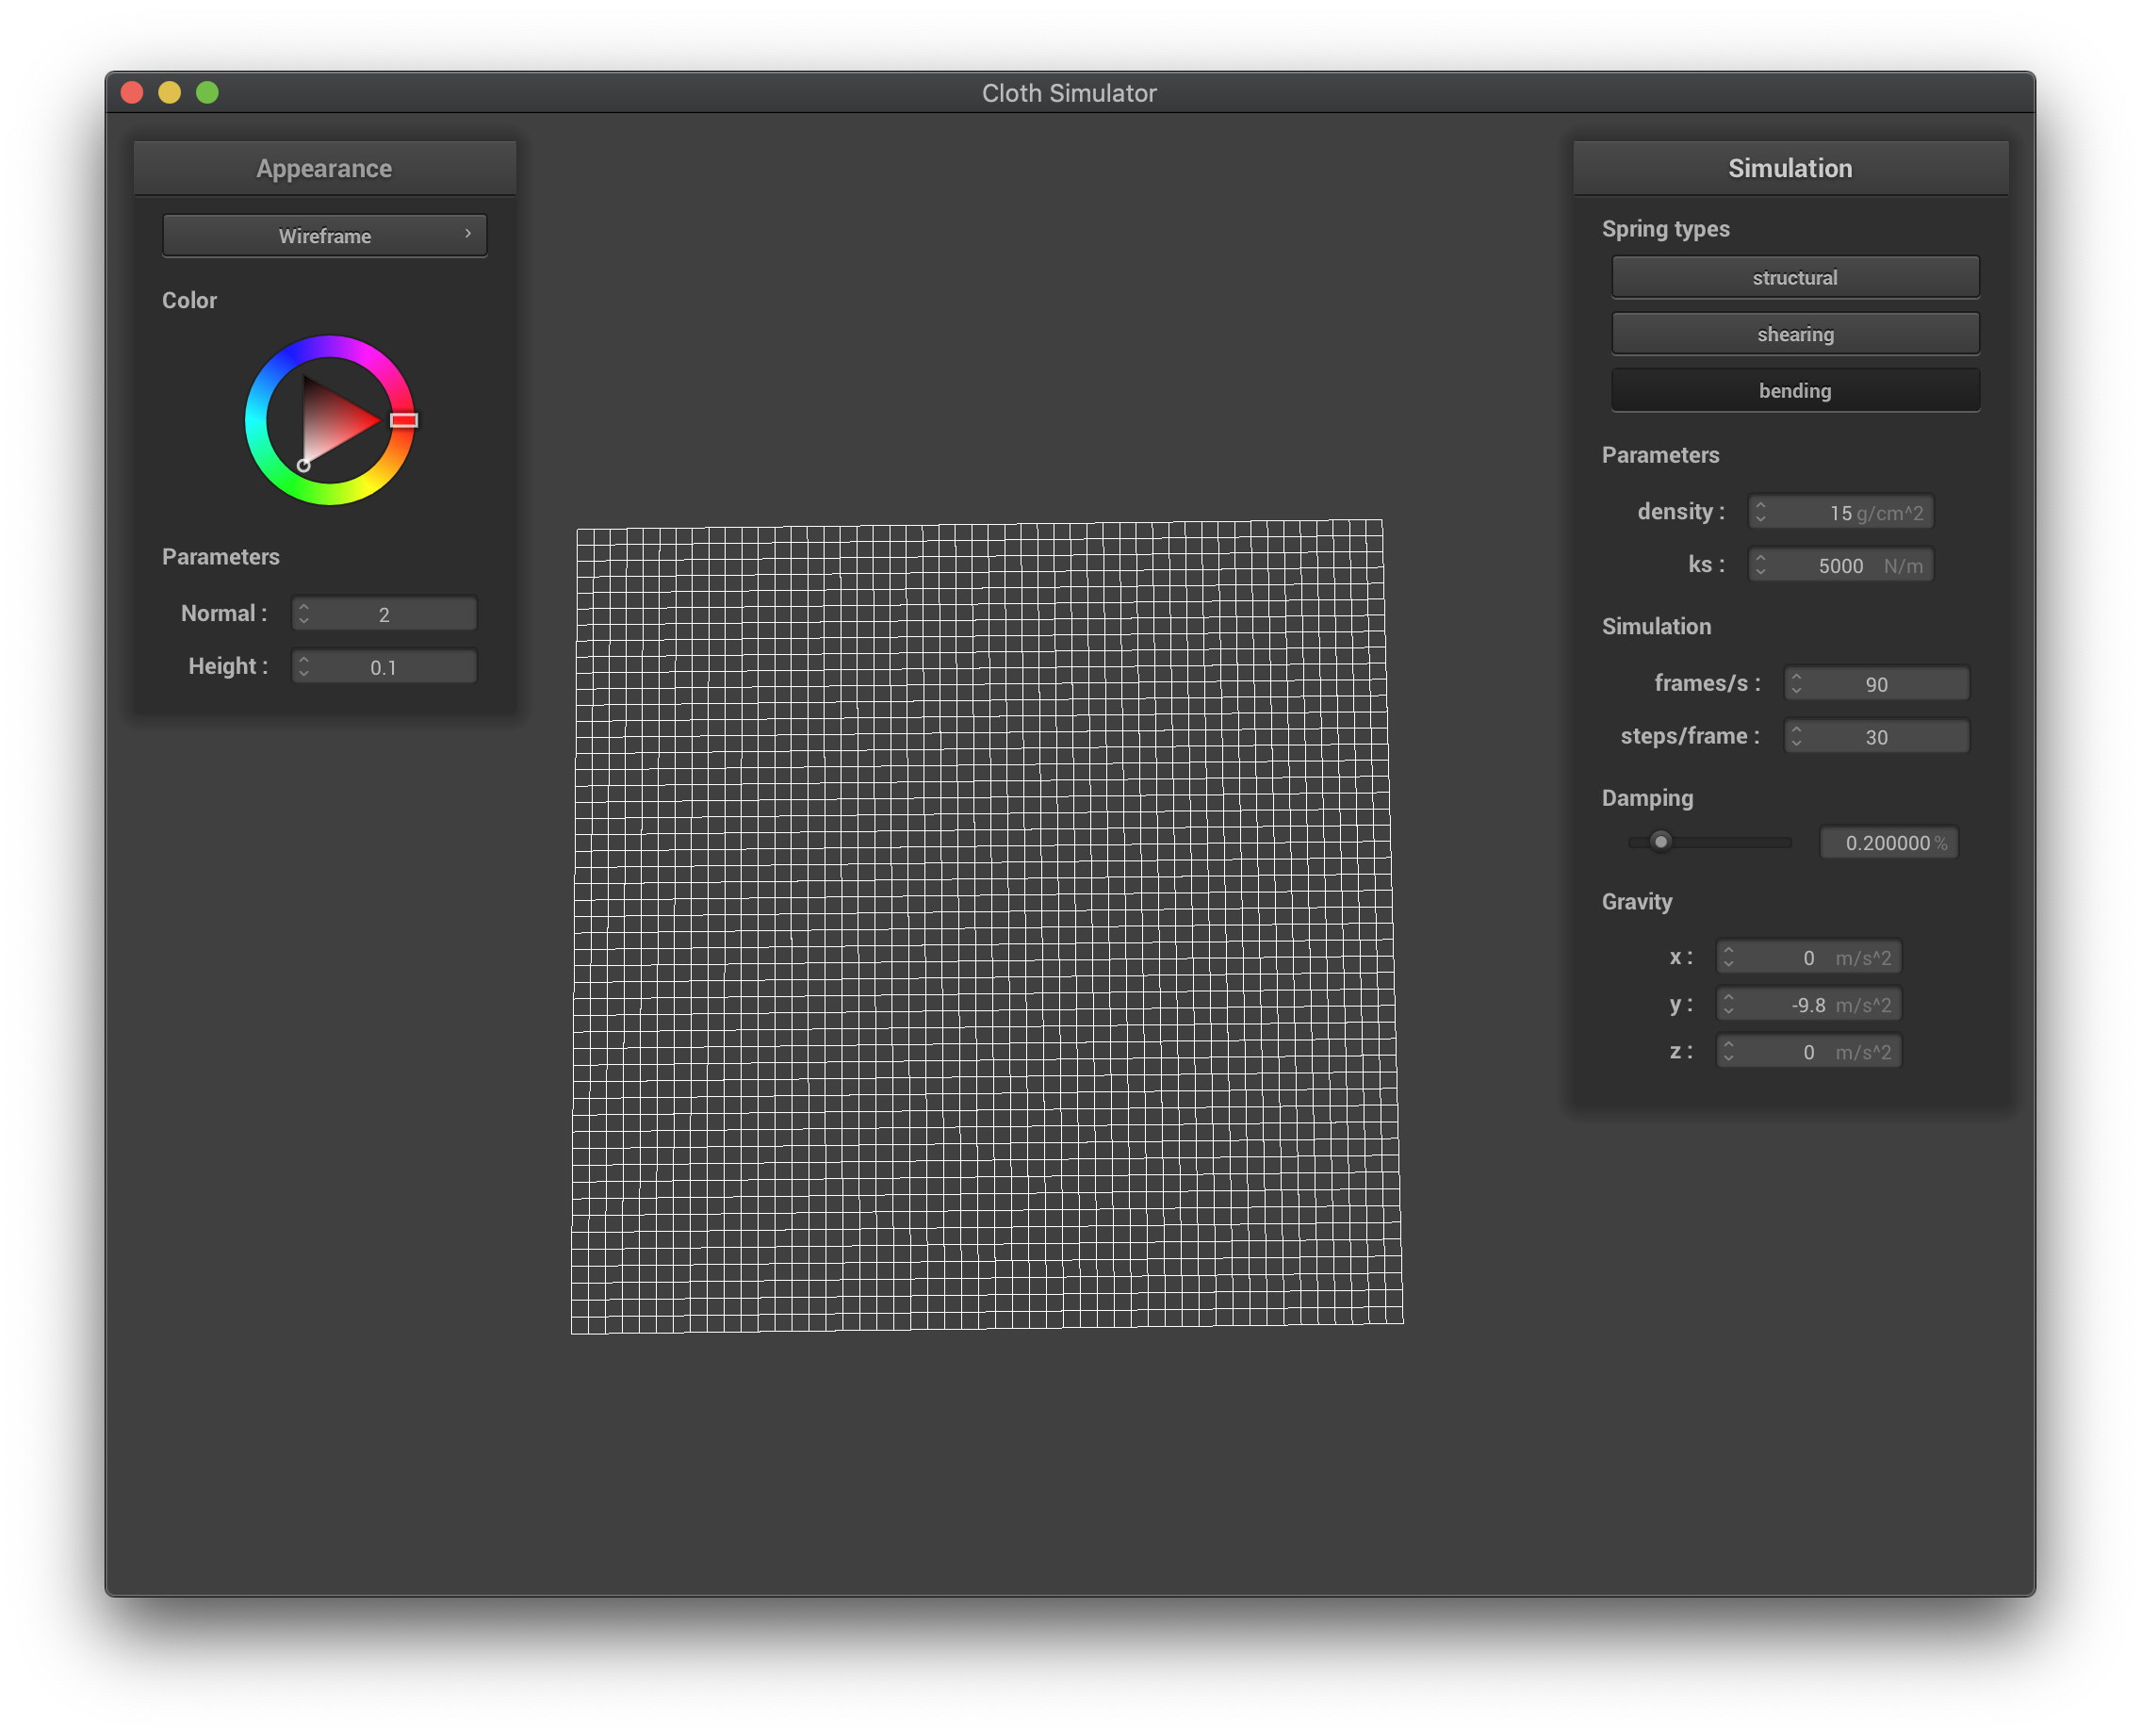 Cloth Simulator
Appearance
Wireframe
Color
Parameters
Normal : 2
Height : 0.1
Simulation
Spring types
structural
shearing
bending
Parameters
density : 15 g/cm^2
ks : 5000 N/m
Simulation
frames/s : 90
steps/frame : 30
Damping
0.200000 %
Gravity
x : 0 m/s^2
y : -9.8 m/s^2
z : 0 m/s^2